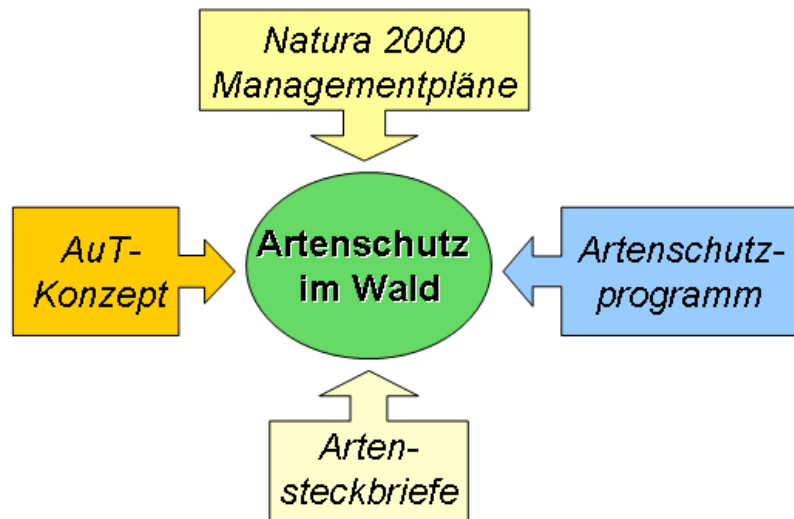 Natura 2000
Managementpläne
AuT-
Konzept
Artenschutz
im Wald
Artenschutz-
programm
Arten-
steckbriefe